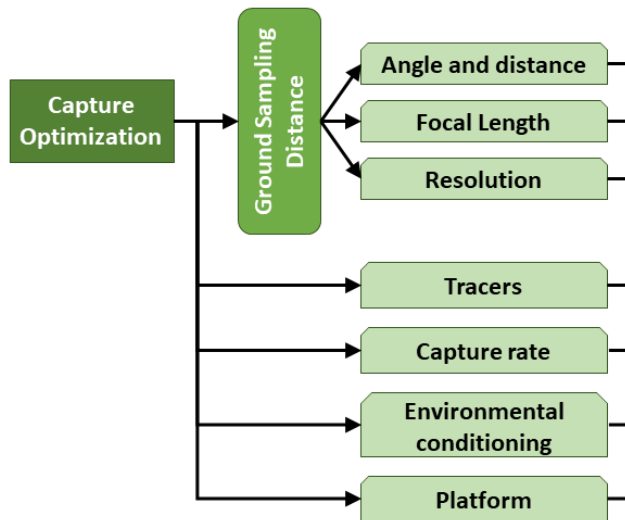 Capture
Optimization
Ground Sampling
Distance
Angle and distance
Focal Length
Resolution
Tracers
Capture rate
Environmental
conditioning
Platform